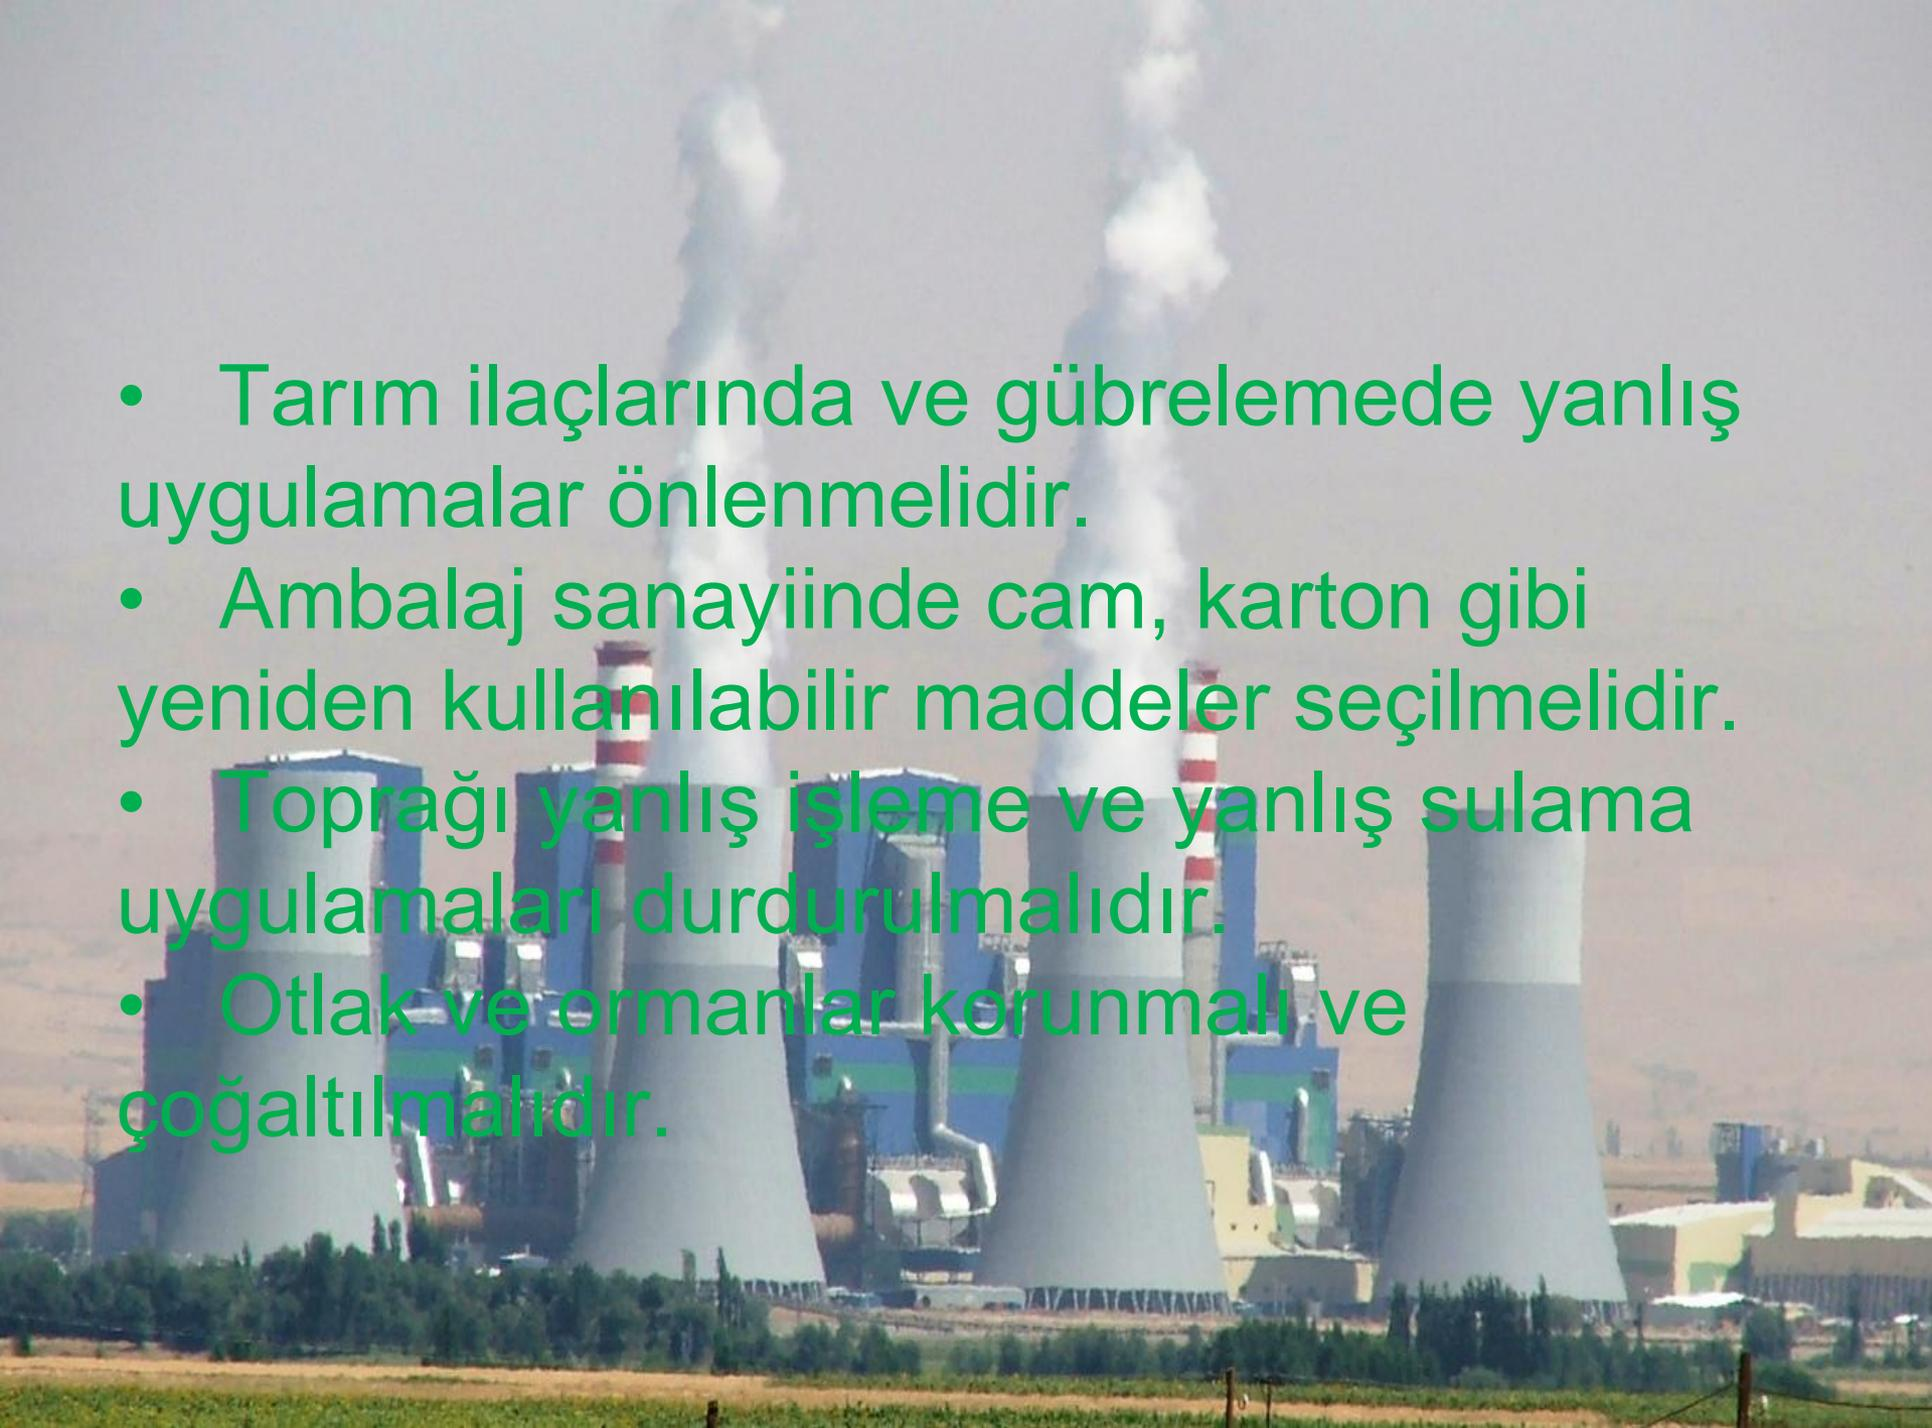 • Tarım ilaçlarında ve gübrelemede yanlış
uygulamalar önlenmelidir.
• Ambalaj sanayiinde cam, karton gibi
yeniden kullanılabilir maddeler seçilmelidir.
• Toprağı yanlış işleme ve yanlış sulama
uygulamaları durdurulmalıdır.
• Otlak ve ormanlar korunmalı ve
çoğaltılmalıdır.